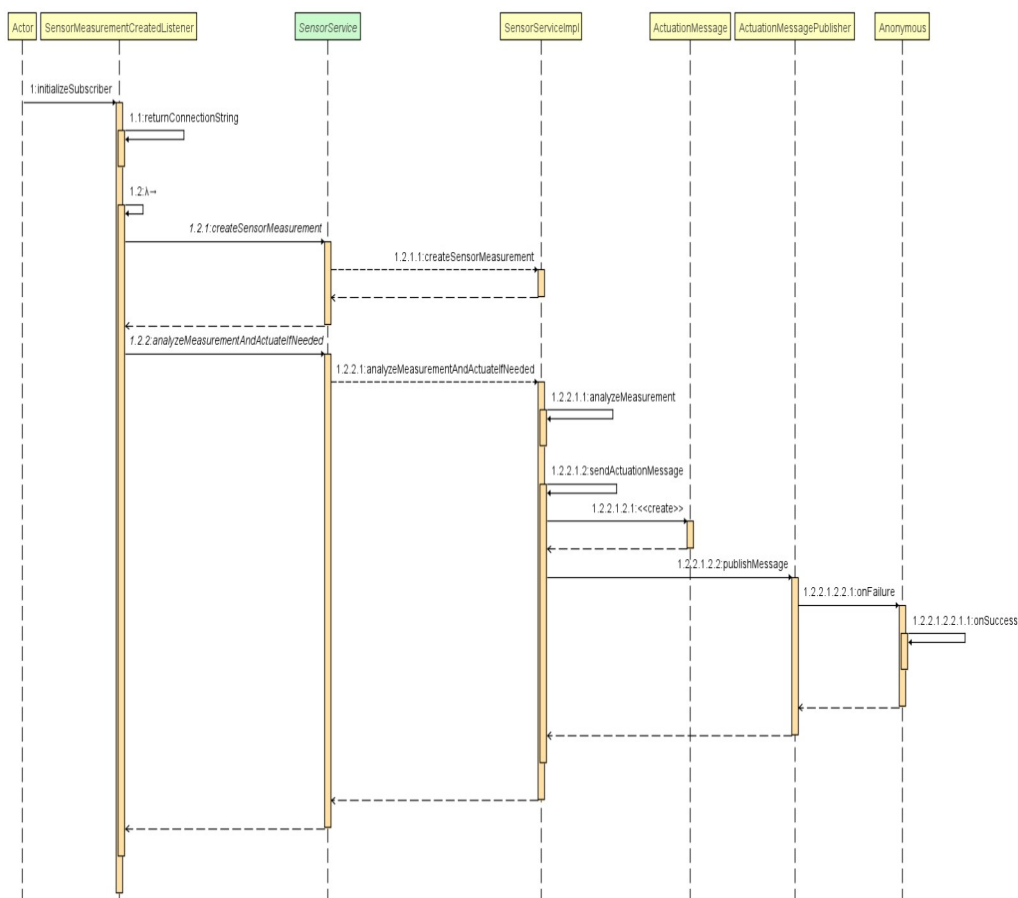 Actor
SensorMeasurementCreatedListener
SensorService
SensorServiceImpl
ActuationMessage
ActuationMessagePublisher
Anonymous
1:initializeSubscriber
1.1:returnConnectionString
1.2:λ→
1.2.1:createSensorMeasurement
1.2.1.1:createSensorMeasurement
1.2.2:analyzeMeasurementAndActuateIfNeeded
1.2.2.1:analyzeMeasurementAndActuateIfNeeded
1.2.2.1.1:analyzeMeasurement
1.2.2.1.2:sendActuationMessage
1.2.2.1.2.1:<<create>>
1.2.2.1.2.2:publishMessage
1.2.2.1.2.2.1:onFailure
1.2.2.1.2.2.1.1:onSuccess